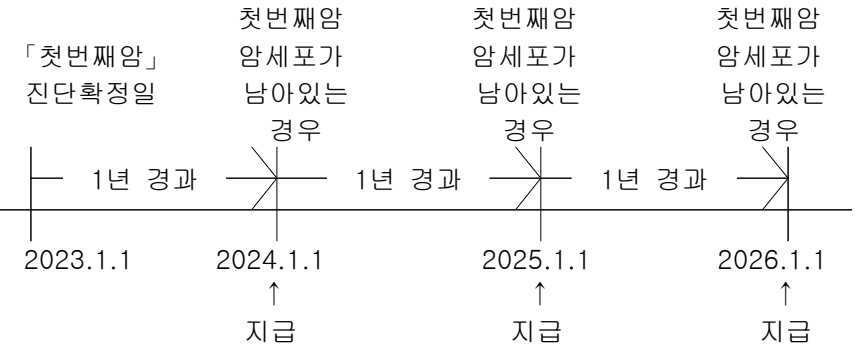 첫번째암 첫번째암 첫번째암
「첫번째암」 암세포가 암세포가 암세포가
진단확정일 남아있는 남아있는 남아있는
경우 경우 경우
1년 경과 1년 경과 1년 경과
2023.1.1 2024.1.1 2025.1.1 2026.1.1
↑ ↑ ↑
지급 지급 지급